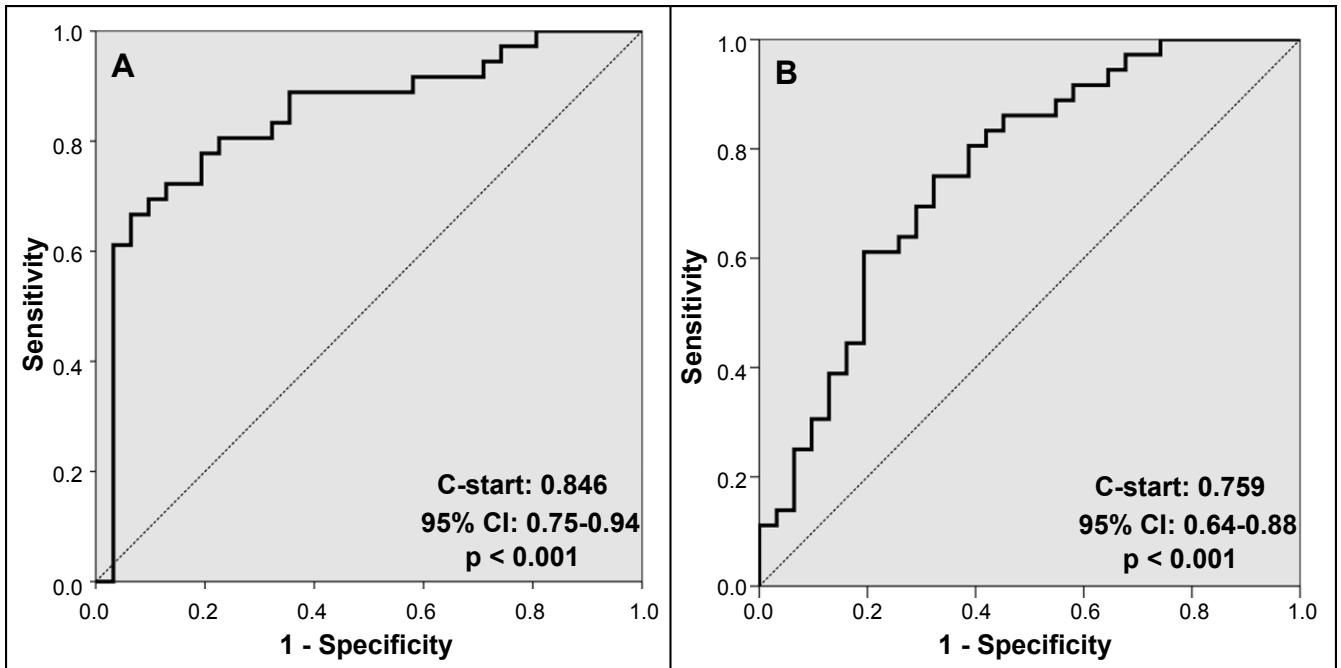 A
1.0
0.8
0.6
0.4
0.2
0.0
Sensitivity
C-start: 0.846
95% CI: 0.75-0.94
p < 0.001
0.0 0.2 0.4 0.6 0.8 1.0
1 - Specificity
B
1.0
0.8
0.6
0.4
0.2
0.0
Sensitivity
C-start: 0.759
95% CI: 0.64-0.88
p < 0.001
0.0 0.2 0.4 0.6 0.8 1.0
1 - Specificity